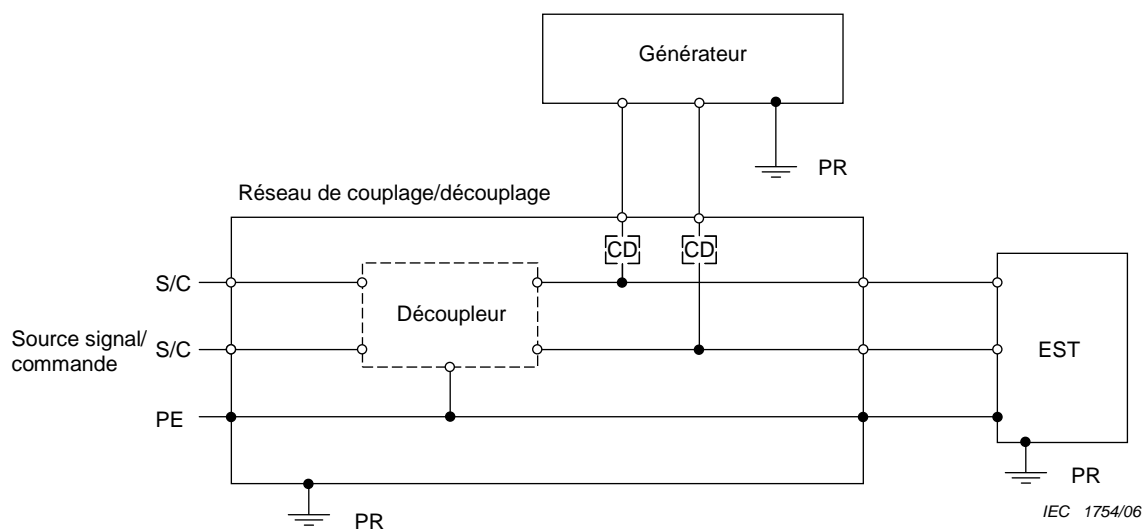 Générateur
PR
Réseau de couplage/découplage
CD
CD
S/C
Découpleur
Source signal/
commande
S/C
EST
PE
PR
PR
IEC 1754/06